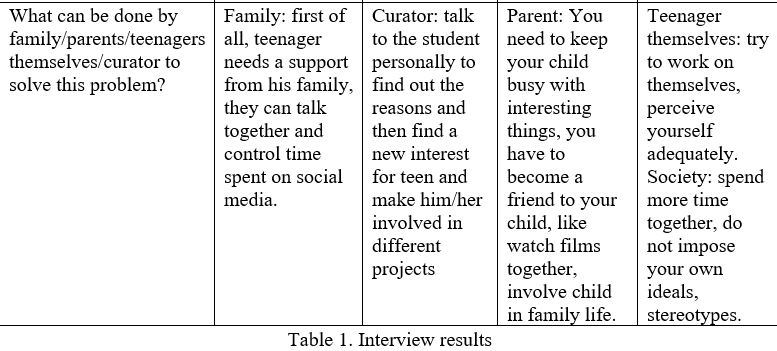 What can be done by
family/parents/teenagers
themselves/curator to
solve this problem?
Family: first of
all, teenager
needs a support
from his family,
they can talk
together and
control time
spent on social
media.
Curator: talk
to the student
personally to
find out the
reasons and
then find a
new interest
for teen and
make him/her
involved in
different
projects
Parent: You
need to keep
your child
busy with
interesting
things, you
have to
become a
friend to your
child, like
watch films
together,
involve child
in family life.
Teenager
themselves: try
to work on
themselves,
perceive
yourself
adequately.
Society: spend
more time
together, do
not impose
your own
ideals,
stereotypes.
Table 1. Interview results